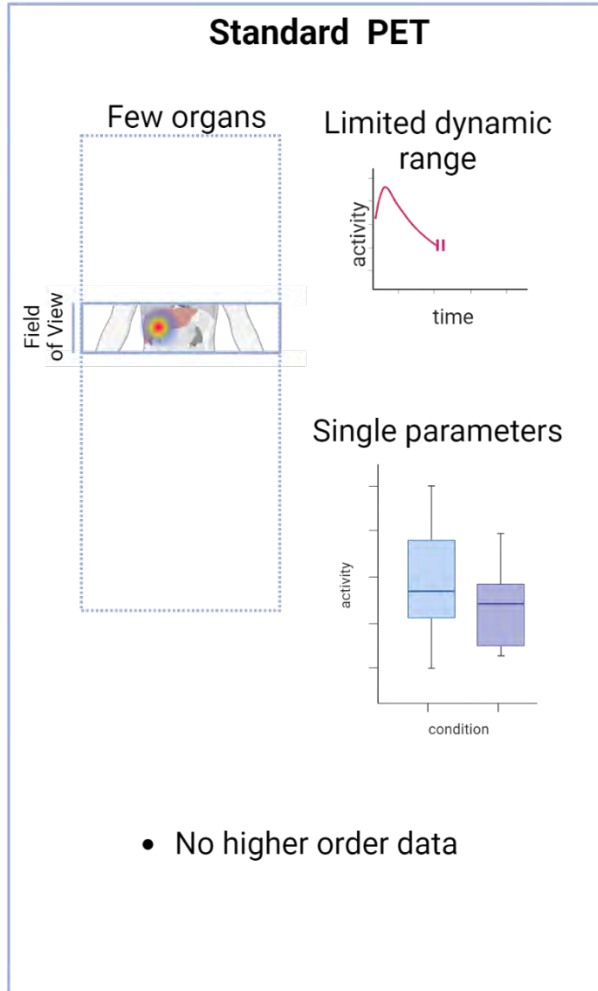 Standard PET
Few organs
Limited dynamic
range
activity
time
Field
of View
Single parameters
activity
condition
• No higher order data